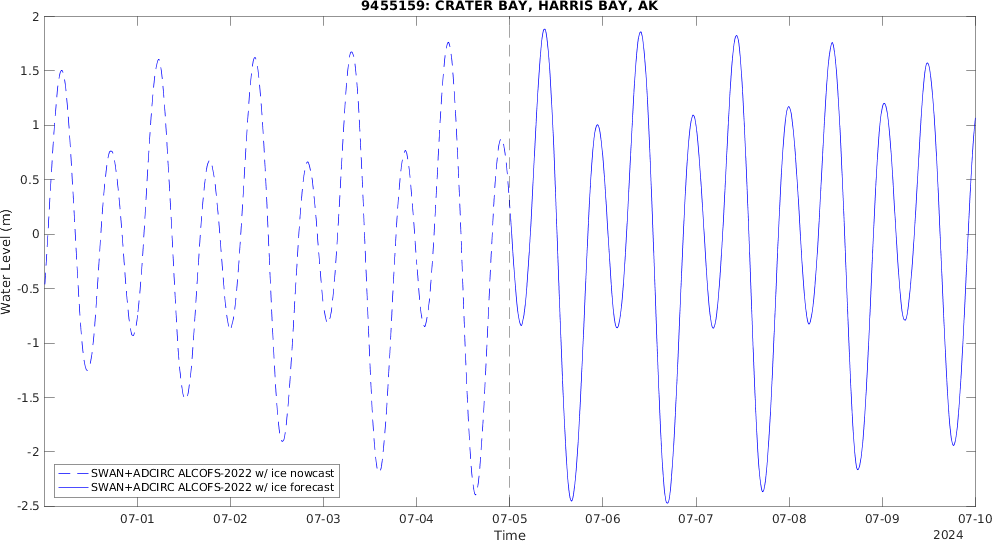 9455159: CRATER BAY, HARRIS BAY, AK
2
1.5
1
0.5
0
-0.5
-1
-1.5
-2
-2.5
Water Level (m)
SWAN+ADCIRC ALCOFS-2022 w/ ice nowcast
SWAN+ADCIRC ALCOFS-2022 w/ ice forecast
07-01 07-02 07-03 07-04 07-05 07-06 07-07 07-08 07-09 07-10
Time
2024